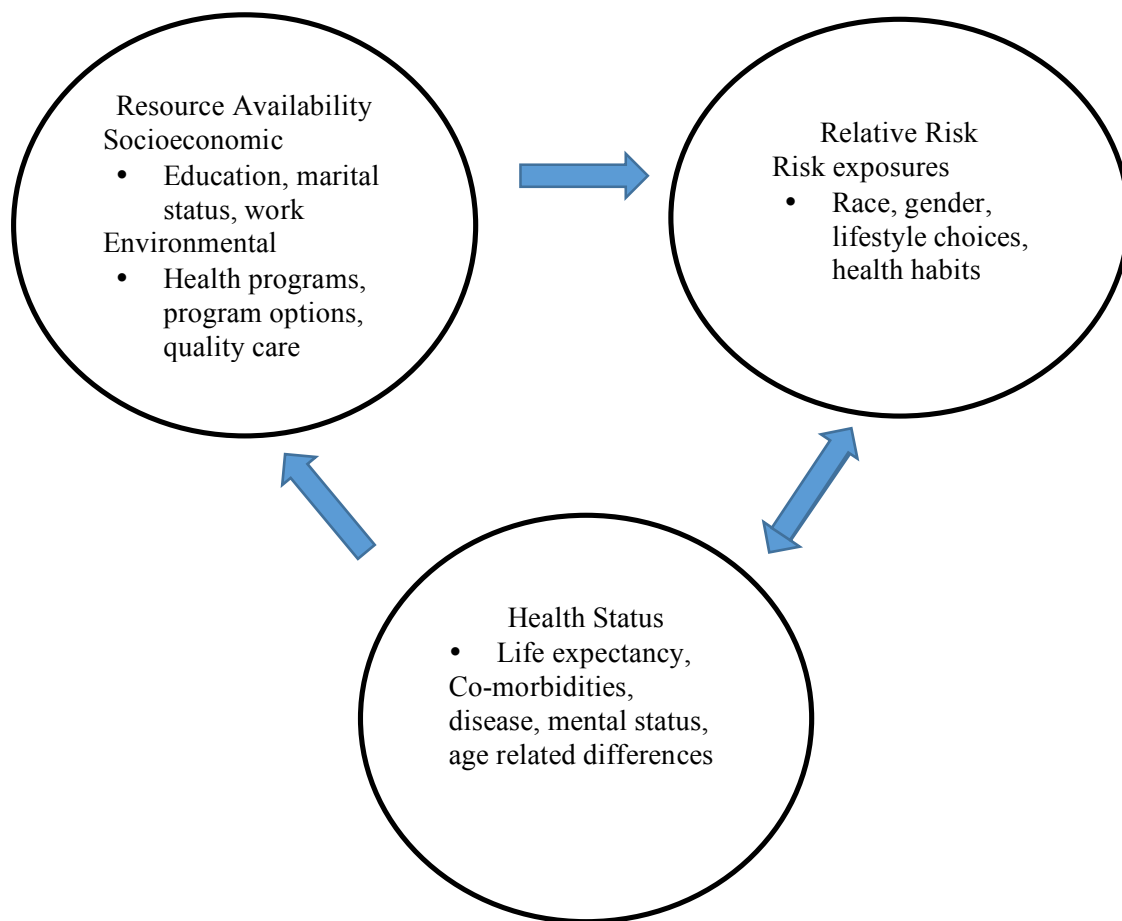 Resource Availability
Socioeconomic
• Education, marital
status, work
Environmental
• Health programs,
program options,
quality care
Relative Risk
Risk exposures
• Race, gender,
lifestyle choices,
health habits
Health Status
• Life expectancy,
Co-morbidities,
disease, mental status,
age related differences